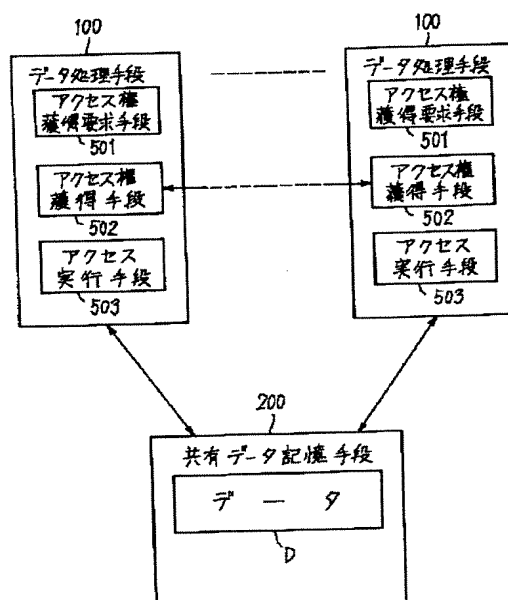 100
データ処理手段
アクセス権
獲得要求手段
501
アクセス権
獲得手段
502
アクセス
実行手段
503
100
データ処理手段
アクセス権
獲得要求手段
501
アクセス権
獲得手段
502
アクセス
実行手段
503
200
共有データ記憶手段
データ
D